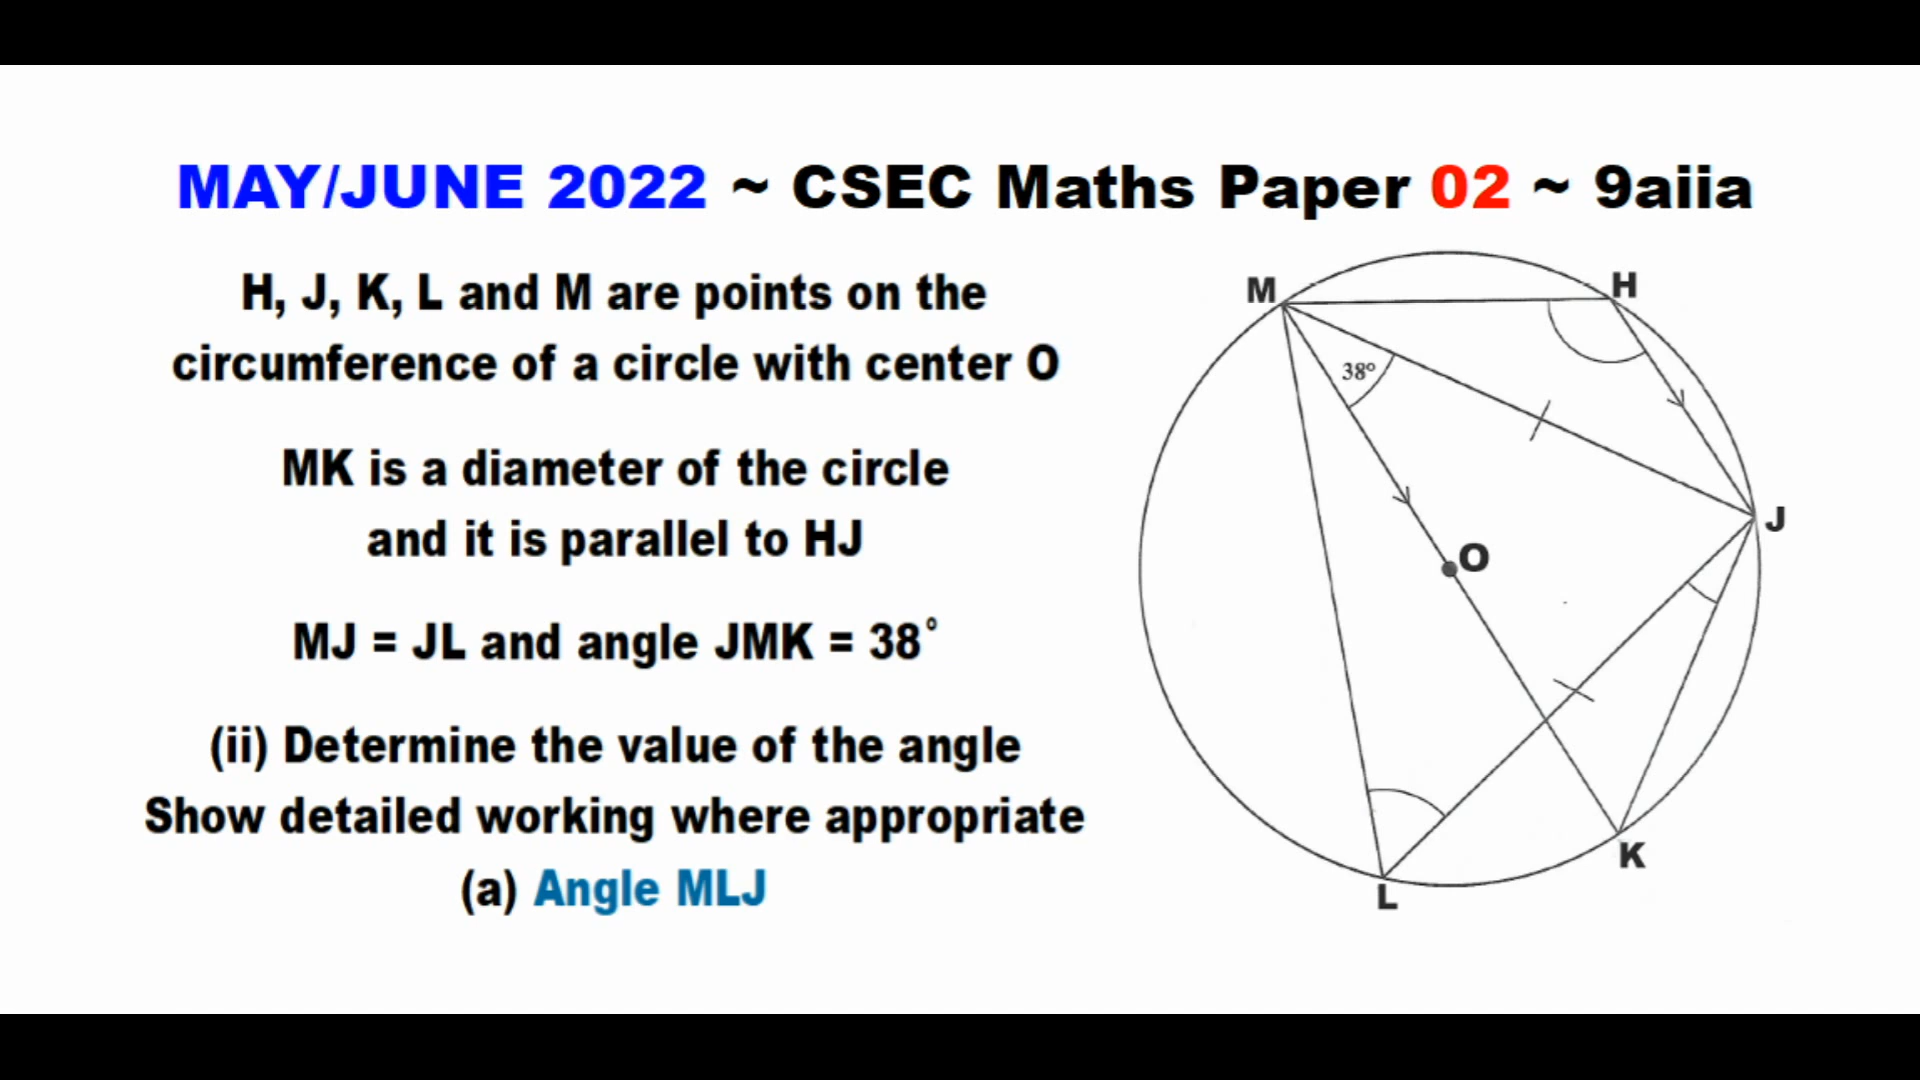 MAY/JUNE 2022 ~ CSEC Maths Paper 02 ~ 9aiia
H, J, K, L and M are points on the
circumference of a circle with center O
MK is a diameter of the circle
and it is parallel to HJ
MJ = JL and angle JMK = 38°
(ii) Determine the value of the angle
Show detailed working where appropriate
(a) Angle MLJ
M
H
38º
J
O
K
L